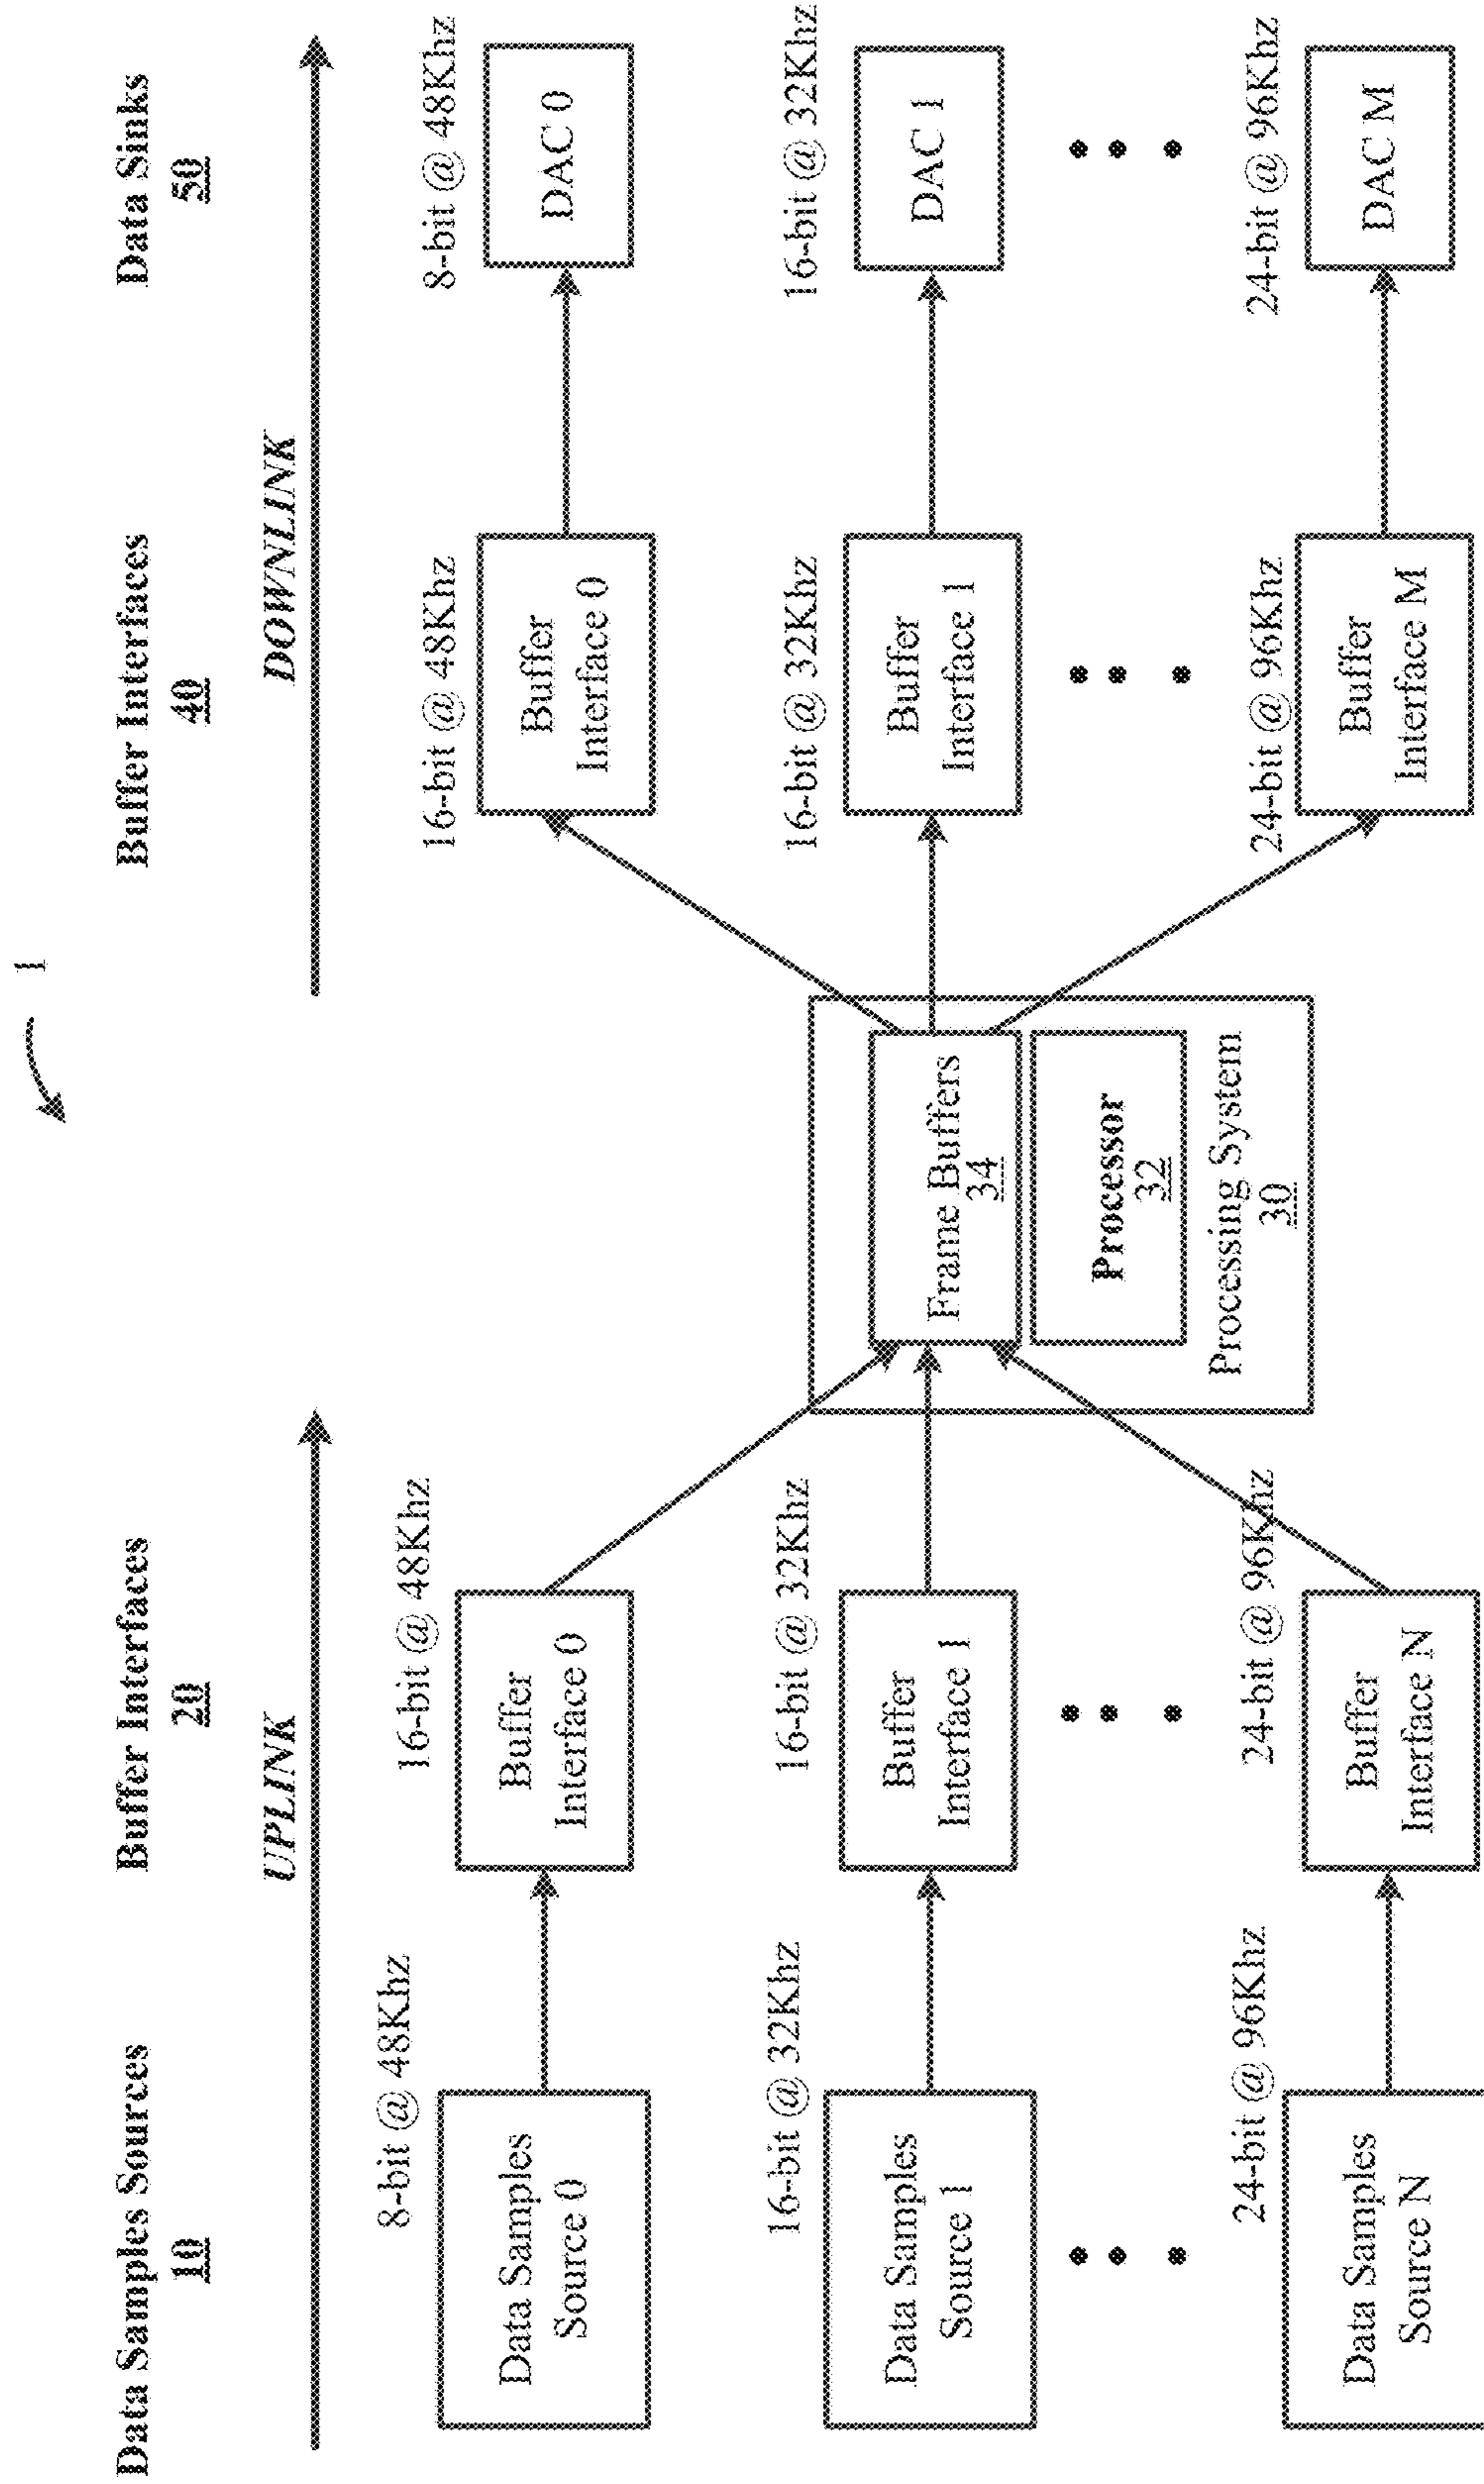 1
Data Samples Sources
10
Buffer Interfaces
20
Buffer Interfaces
40
Data Sinks
50
UPLINK
DOWNLINK
8-bit @ 48Khz
Data Samples
Source 0
16-bit @ 48Khz
Buffer
Interface 0
16-bit @ 48Khz
Buffer
Interface 0
8-bit @ 48Khz
DAC 0
16-bit @ 32Khz
Data Samples
Source 1
16-bit @ 32Khz
Buffer
Interface 1
Frame Buffers
34
Processor
32
Processing System
30
16-bit @ 32Khz
Buffer
Interface 1
16-bit @ 32Khz
DAC 1
24-bit @ 96Khz
Data Samples
Source N
24-bit @ 96Khz
Buffer
Interface N
24-bit @ 96Khz
Buffer
Interface M
24-bit @ 96Khz
DAC M